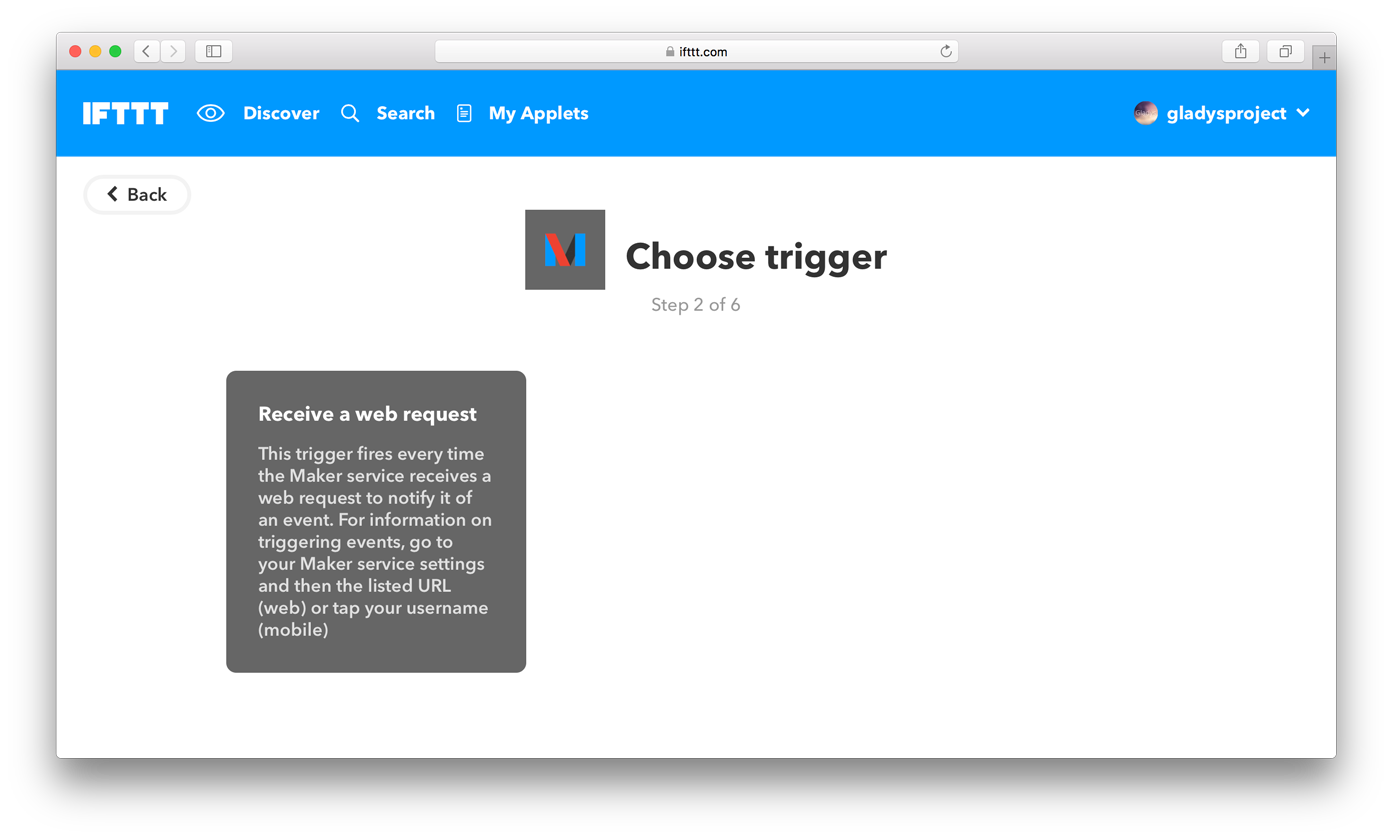 ifttt.com
IFTTT Discover Search My Applets gladysproject
Back
Choose trigger
Step 2 of 6
Receive a web request
This trigger fires every time
the Maker service receives a
web request to notify it of
an event. For information on
triggering events, go to
your Maker service settings
and then the listed URL
(web) or tap your username
(mobile)